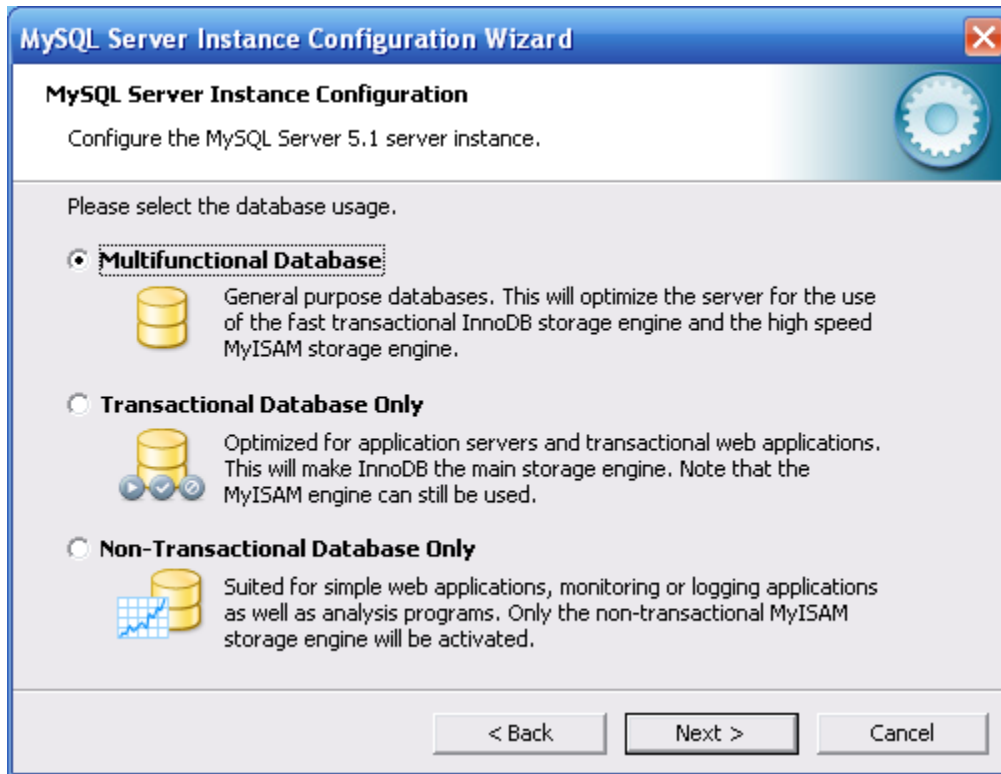 MySQL Server Instance Configuration Wizard
MySQL Server Instance Configuration
Configure the MySQL Server 5.1 server instance.
Please select the database usage.
Multifunctional Database
General purpose databases. This will optimize the server for the use
of the fast transactional InnoDB storage engine and the high speed
MyISAM storage engine.
Transactional Database Only
Optimized for application servers and transactional web applications.
This will make InnoDB the main storage engine. Note that the
MyISAM engine can still be used.
Non-Transactional Database Only
Suited for simple web applications, monitoring or logging applications
as well as analysis programs. Only the non-transactional MyISAM
storage engine will be activated.
< Back Next > Cancel